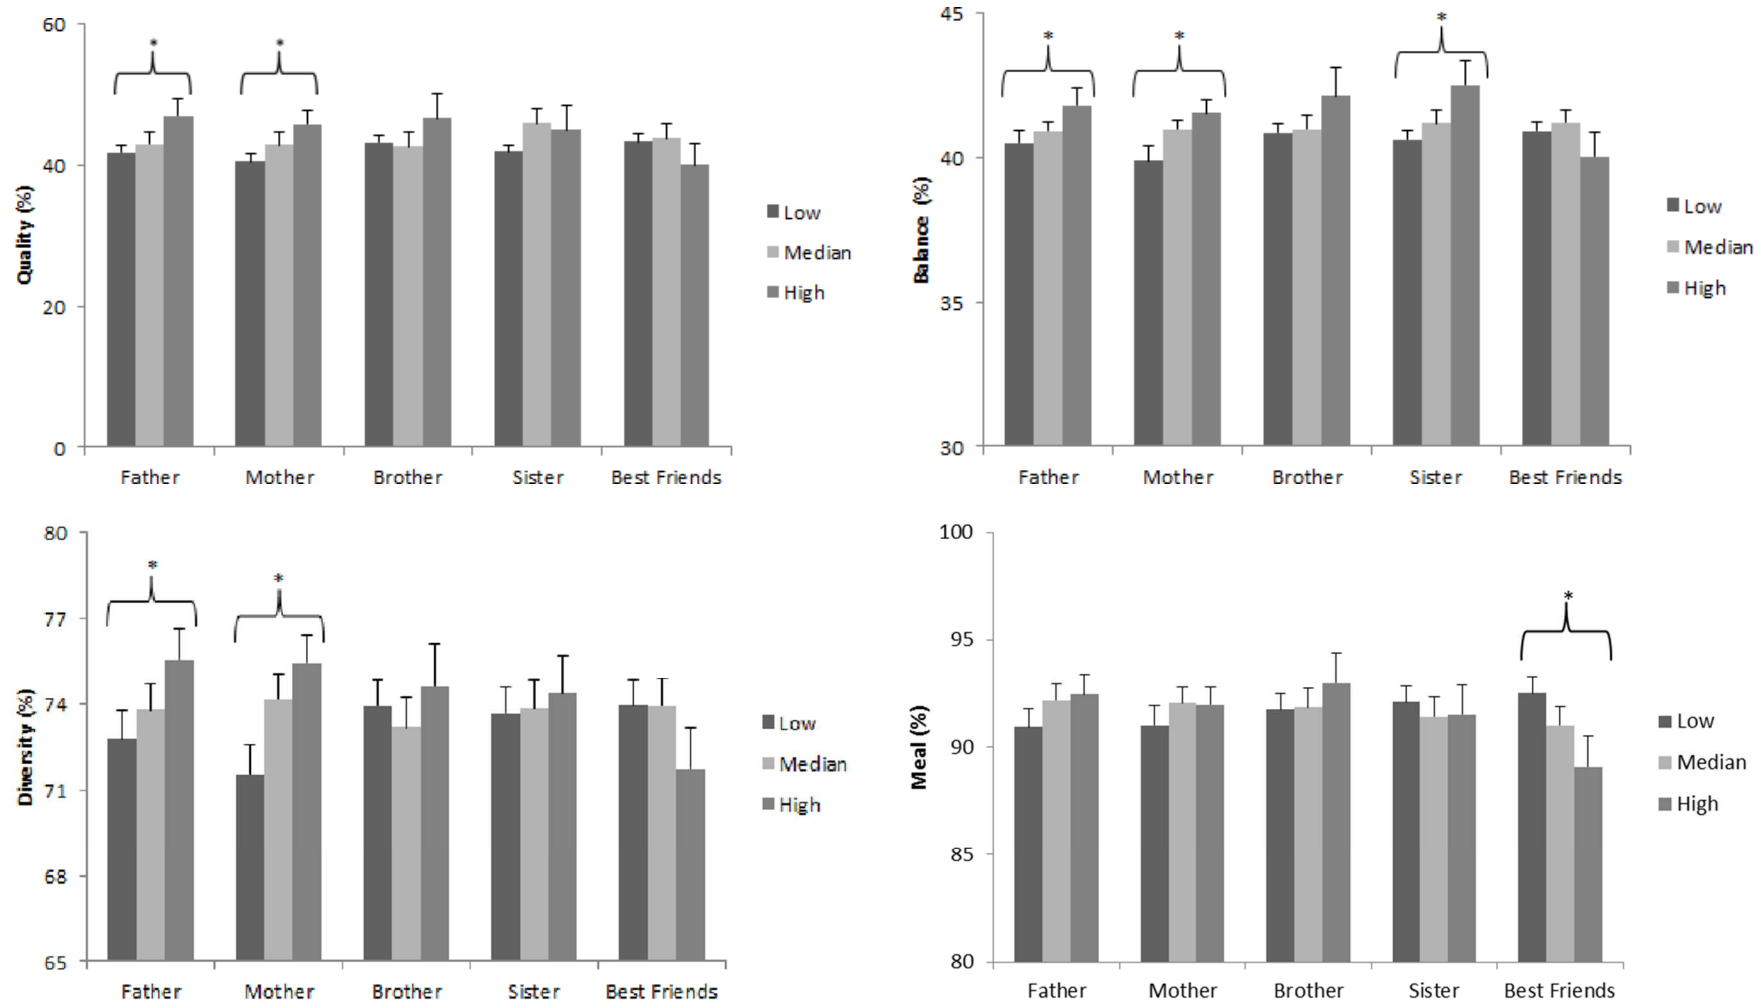 60
*
*
40
20
0
Quality (%)
Father
Mother
Brother
Sister
Best Friends
Low
Median
High
45
*
*
*
40
35
30
Balance (%)
Father
Mother
Brother
Sister
Best Friends
Low
Median
High
80
*
*
77
74
71
68
65
Diversity (%)
Father
Mother
Brother
Sister
Best Friends
Low
Median
High
100
*
95
90
85
80
Meal (%)
Father
Mother
Brother
Sister
Best Friends
Low
Median
High